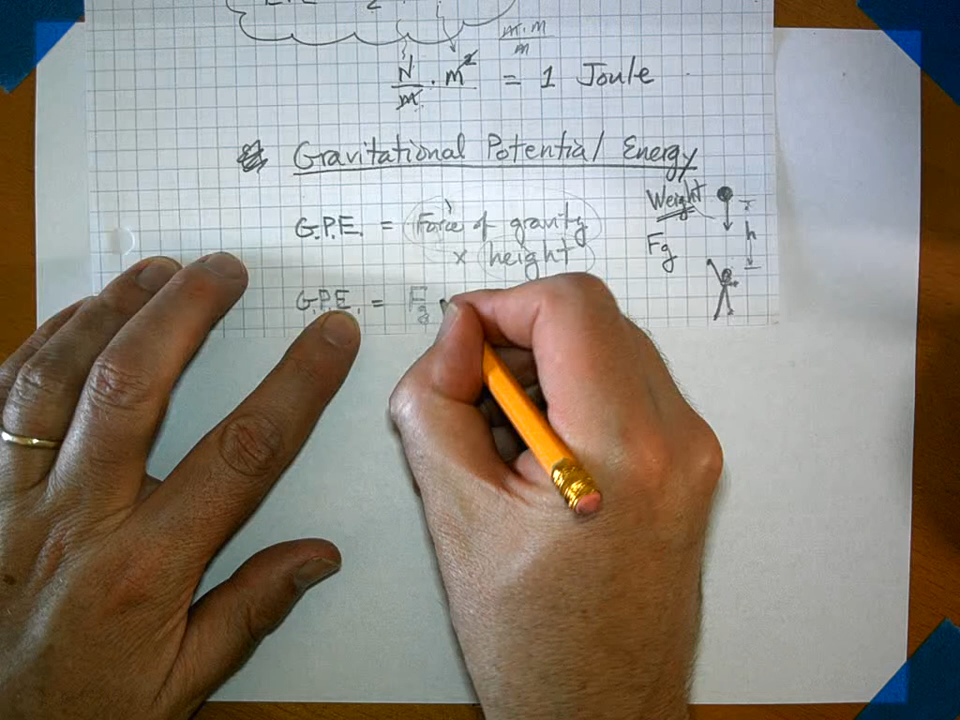 m·m
m
N/m · m² = 1 Joule
Gravitational Potential Energy
G.P.E. = Force of gravity
x height
Weight
Fg
h
G.P.E. = Fg